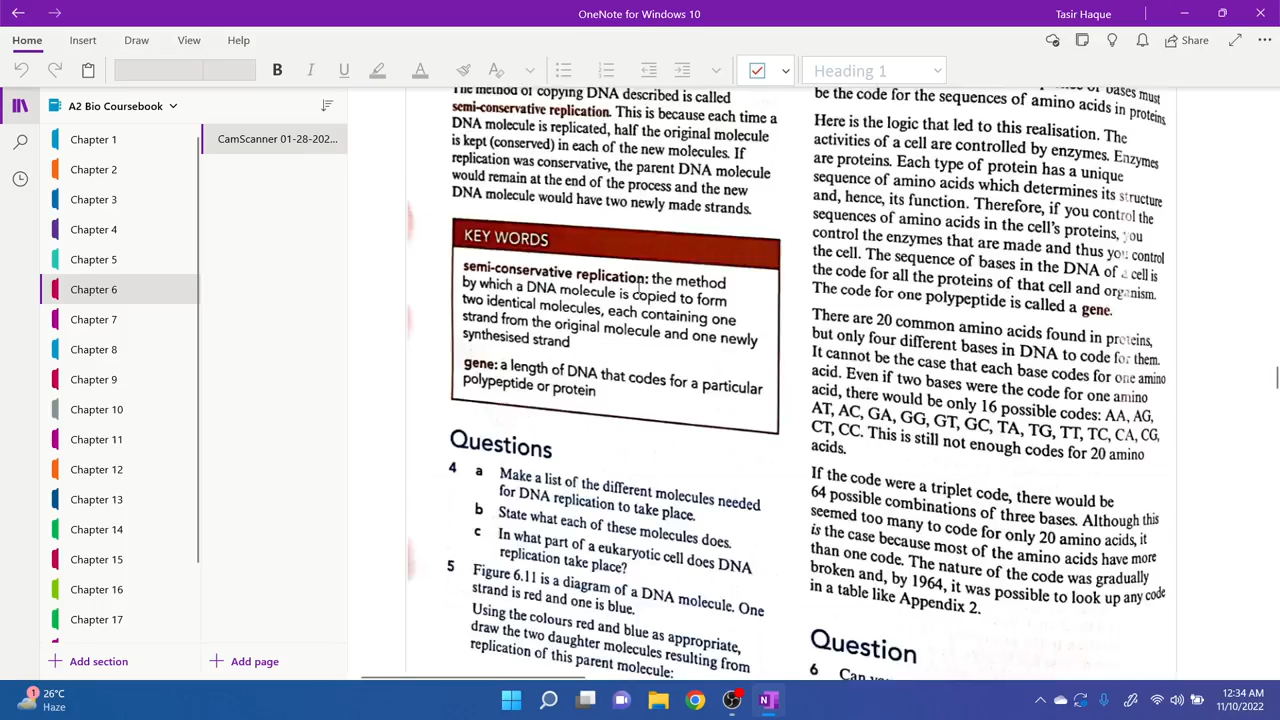 OneNote for Windows 10
Tasir Haque
Home
Insert
Draw
View
Help
Share
B
I
U
A
Heading 1
A2 Bio Coursebook
Chapter 1
Chapter 2
Chapter 3
Chapter 4
Chapter 5
Chapter 6
Chapter 7
Chapter 8
Chapter 9
Chapter 10
Chapter 11
Chapter 12
Chapter 13
Chapter 14
Chapter 15
Chapter 16
Chapter 17
Add section
CamScanner 01-28-202...
Add page
The method of copying DNA described is called
semi-conservative replication. This is because each time a
DNA molecule is replicated, half the original molecule
is kept (conserved) in each of the new molecules. If
replication was conservative, the parent DNA molecule
would remain at the end of the process and the new
DNA molecule would have two newly made strands.
KEY WORDS
semi-conservative replication: the method
by which a DNA molecule is copied to form
two identical molecules, each containing one
strand from the original molecule and one newly
synthesised strand
gene: a length of DNA that codes for a particular
polypeptide or protein
Questions
4 a Make a list of the different molecules needed
for DNA replication to take place.
b State what each of these molecules does.
c In what part of a eukaryotic cell does DNA
replication take place?
5 Figure 6.11 is a diagram of a DNA molecule. One
strand is red and one is blue.
Using the colours red and blue as appropriate,
draw the two daughter molecules resulting from
replication of this parent molecule:
of bases must
be the code for the sequences of amino acids in proteins.
Here is the logic that led to this realisation. The
activities of a cell are controlled by enzymes. Enzymes
are proteins. Each type of protein has a unique
sequence of amino acids which determines its structure
and, hence, its function. Therefore, if you control the
sequences of amino acids in the cell's proteins, you
control the enzymes that are made and thus you control
the cell. The sequence of bases in the DNA of a cell is
the code for all the proteins of that cell and organism.
The code for one polypeptide is called a gene.
There are 20 common amino acids found in proteins,
but only four different bases in DNA to code for them.
It cannot be the case that each base codes for one amino
acid. Even if two bases were the code for one amino
acid, there would be only 16 possible codes: AA, AG,
AT, AC, GA, GG, GT, GC, TA, TG, TT, TC, CA, CG,
CT, CC. This is still not enough codes for 20 amino
acids.
If the code were a triplet code, there would be
64 possible combinations of three bases. Although this
seemed too many to code for only 20 amino acids, it
is the case because most of the amino acids have more
than one code. The nature of the code was gradually
broken and, by 1964, it was possible to look up any code
in a table like Appendix 2.
Question
6 Can you
1
26°C
Haze
12:34 AM
11/10/2022